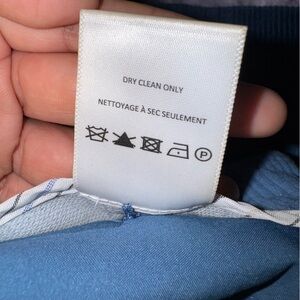 DRY CLEAN ONLY
NETTOYAGE À SEC SEULEMENT
P